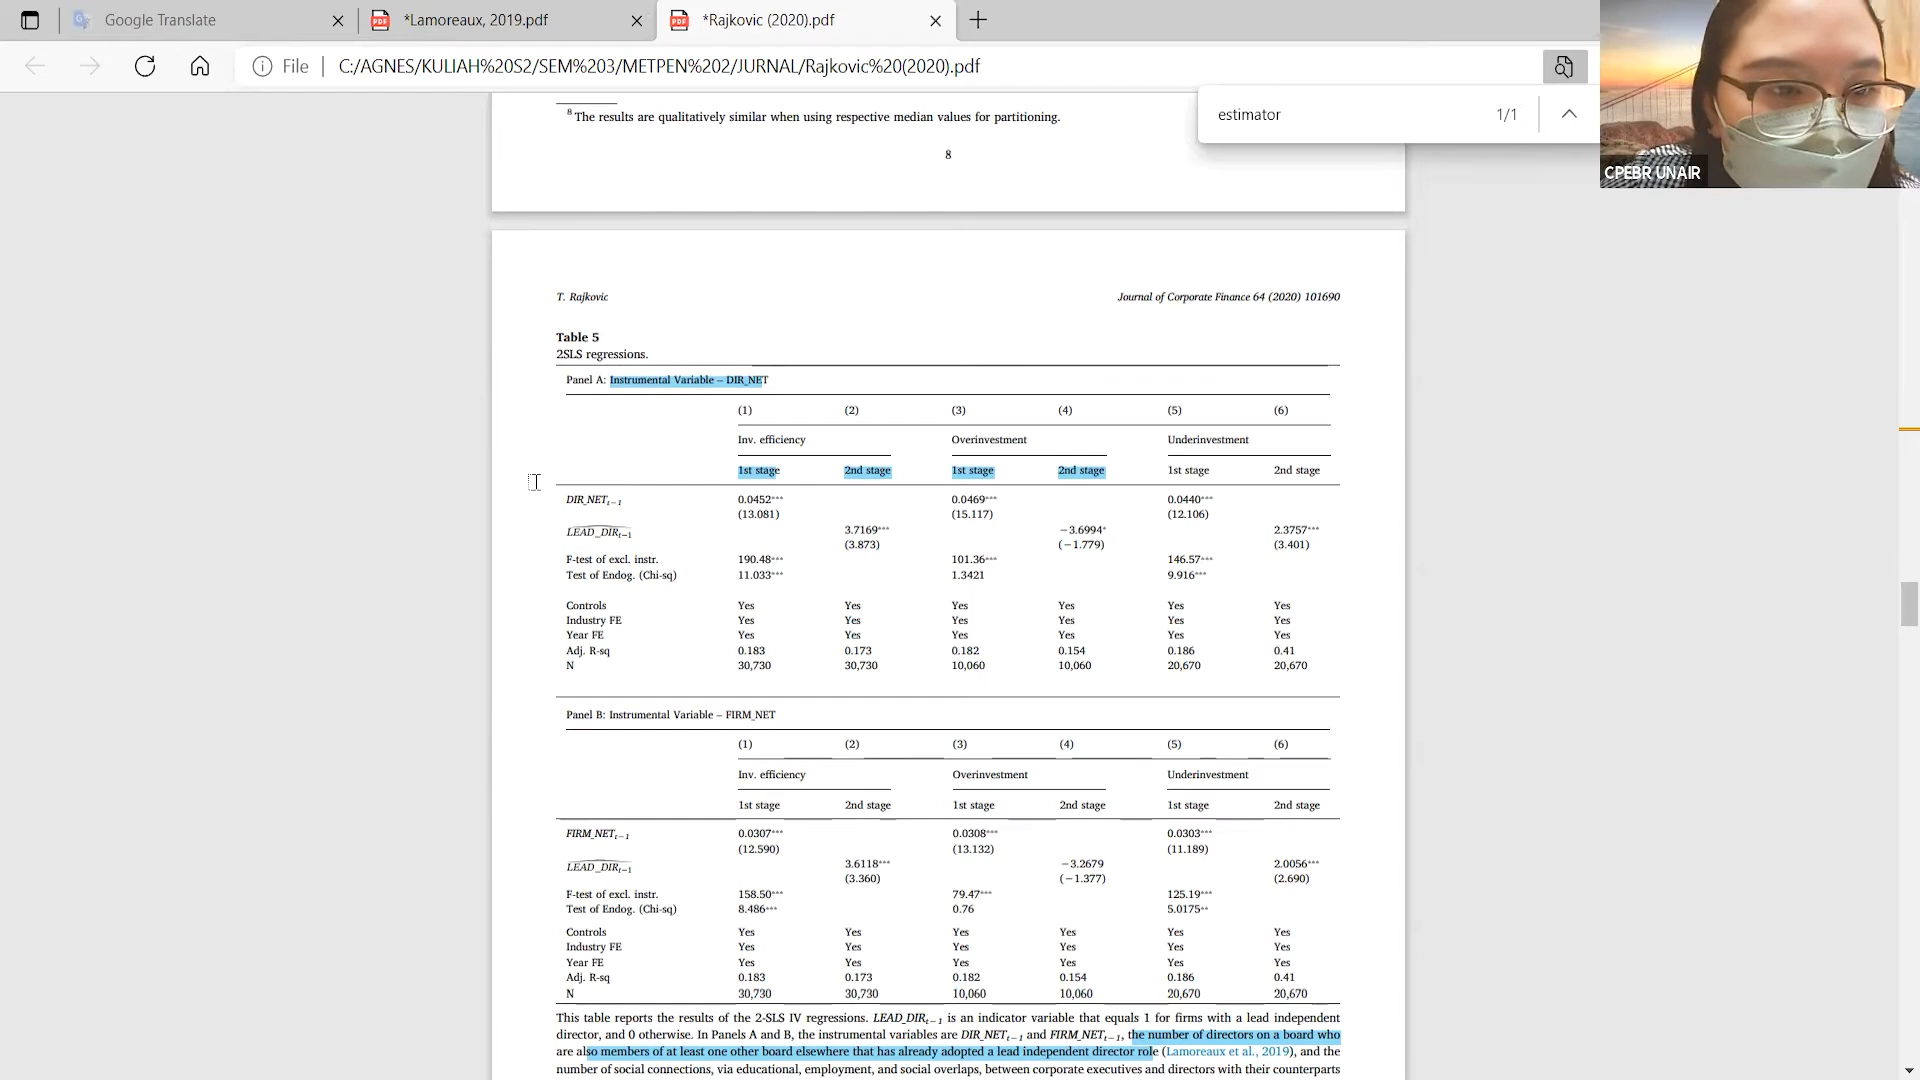 Google Translate
*Lamoreaux, 2019.pdf
*Rajkovic (2020).pdf
File C:/AGNES/KULIAH%20S2/SEM%203/METPEN%202/JURNAL/Rajkovic%20(2020).pdf
estimator 1/1
CPEBR UNAIR
8 The results are qualitatively similar when using respective median values for partitioning.
8
T. Rajkovic Journal of Corporate Finance 64 (2020) 101690
Table 5
2SLS regressions.
Panel A: Instrumental Variable – DIR_NET
(1) (2) (3) (4) (5) (6)
Inv. efficiency Overinvestment Underinvestment
1st stage 2nd stage 1st stage 2nd stage 1st stage 2nd stage
DIR_NETt−1 0.0452*** 0.0469*** 0.0440***
(13.081) (15.117) (12.106)
LEAD_DIRt−1 3.7169*** −3.6994* 2.3757***
(3.873) (−1.779) (3.401)
F-test of excl. instr. 190.48*** 101.36*** 146.57***
Test of Endog. (Chi-sq) 11.033*** 1.3421 9.916***
Controls Yes Yes Yes Yes Yes Yes
Industry FE Yes Yes Yes Yes Yes Yes
Year FE Yes Yes Yes Yes Yes Yes
Adj. R-sq 0.183 0.173 0.182 0.154 0.186 0.41
N 30,730 30,730 10,060 10,060 20,670 20,670
Panel B: Instrumental Variable – FIRM_NET
(1) (2) (3) (4) (5) (6)
Inv. efficiency Overinvestment Underinvestment
1st stage 2nd stage 1st stage 2nd stage 1st stage 2nd stage
FIRM_NETt−1 0.0307*** 0.0308*** 0.0303***
(12.590) (13.132) (11.189)
LEAD_DIRt−1 3.6118*** −3.2679 2.0056***
(3.360) (−1.377) (2.690)
F-test of excl. instr. 158.50*** 79.47*** 125.19***
Test of Endog. (Chi-sq) 8.486*** 0.76 5.0175**
Controls Yes Yes Yes Yes Yes Yes
Industry FE Yes Yes Yes Yes Yes Yes
Year FE Yes Yes Yes Yes Yes Yes
Adj. R-sq 0.183 0.173 0.182 0.154 0.186 0.41
N 30,730 30,730 10,060 10,060 20,670 20,670
This table reports the results of the 2-SLS IV regressions. LEAD_DIRt−1 is an indicator variable that equals 1 for firms with a lead independent
director, and 0 otherwise. In Panels A and B, the instrumental variables are DIR_NETt−1 and FIRM_NETt−1, the number of directors on a board who
are also members of at least one other board elsewhere that has already adopted a lead independent director role (Lamoreaux et al., 2019), and the
number of social connections, via educational, employment, and social overlaps, between corporate executives and directors with their counterparts